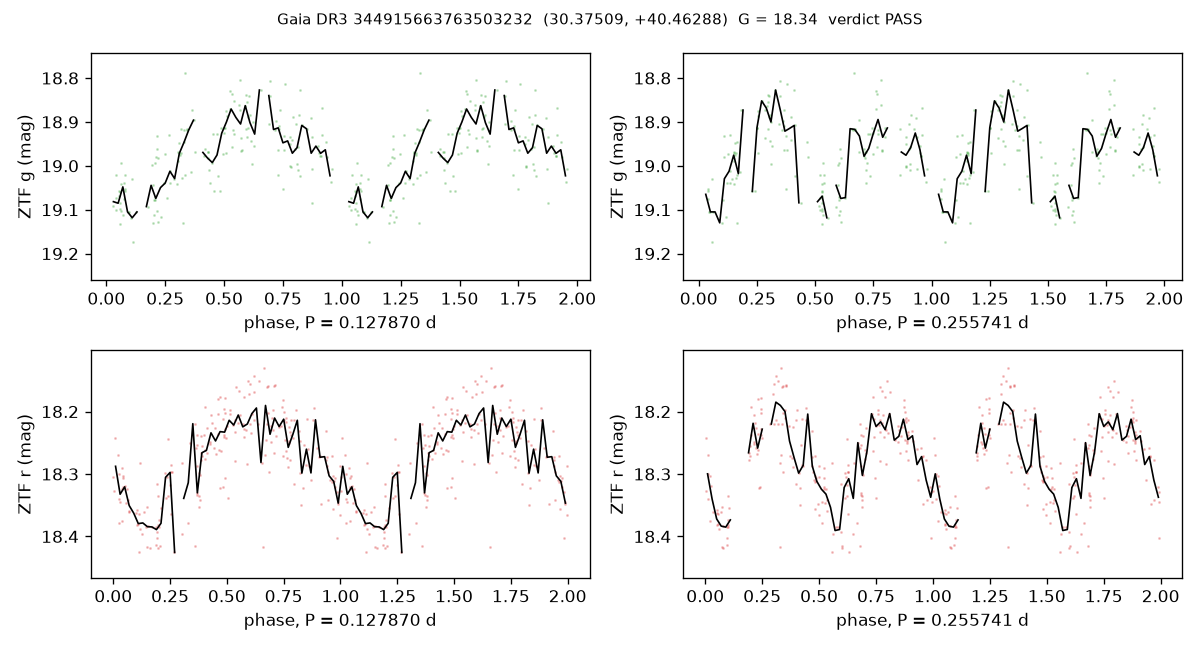 Gaia DR3 344915663763503232 (30.37509, +40.46288) G = 18.34 verdict PASS
ZTF g (mag)
18.8
18.9
19.0
19.1
19.2
0.00 0.25 0.50 0.75 1.00 1.25 1.50 1.75 2.00
phase, P = 0.127870 d
ZTF g (mag)
18.8
18.9
19.0
19.1
19.2
0.00 0.25 0.50 0.75 1.00 1.25 1.50 1.75 2.00
phase, P = 0.255741 d
ZTF r (mag)
18.2
18.3
18.4
0.00 0.25 0.50 0.75 1.00 1.25 1.50 1.75 2.00
phase, P = 0.127870 d
ZTF r (mag)
18.2
18.3
18.4
0.00 0.25 0.50 0.75 1.00 1.25 1.50 1.75 2.00
phase, P = 0.255741 d